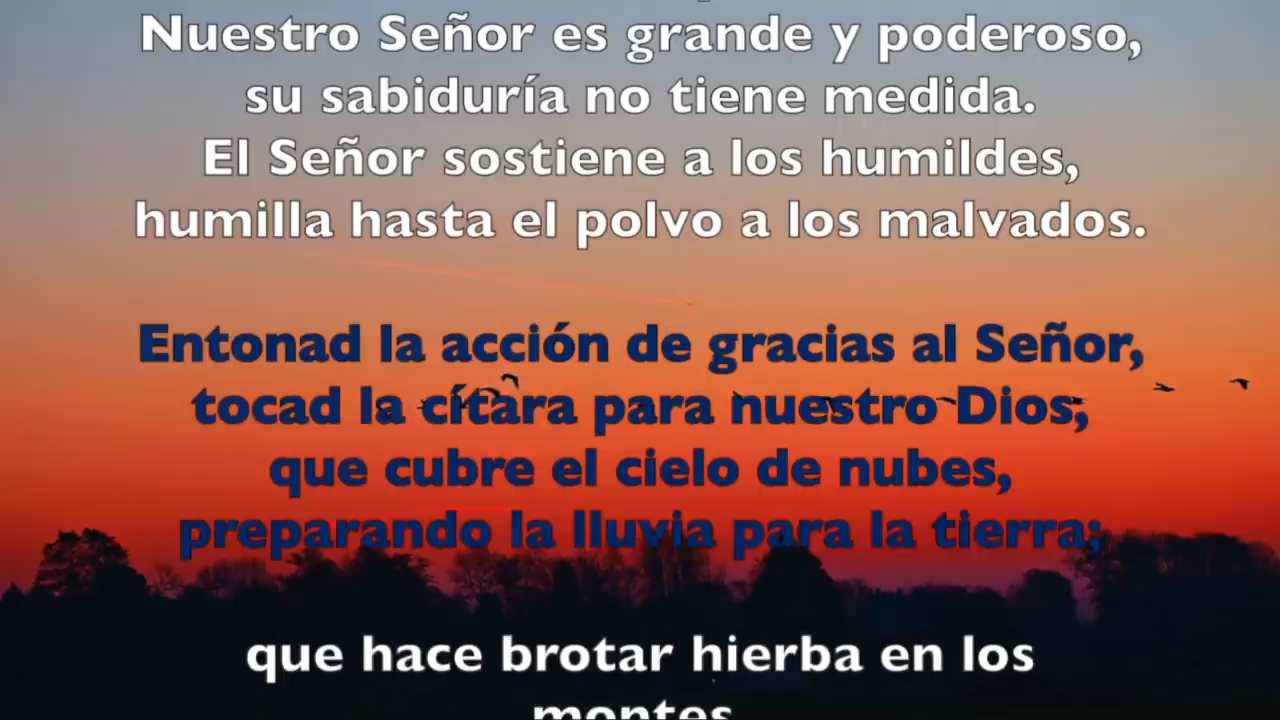 Nuestro Señor es grande y poderoso,
su sabiduría no tiene medida.
El Señor sostiene a los humildes,
humilla hasta el polvo a los malvados.
Entonad la acción de gracias al Señor,
tocad la cítara para nuestro Dios,
que cubre el cielo de nubes,
preparando la lluvia para la tierra;
que hace brotar hierba en los
montes